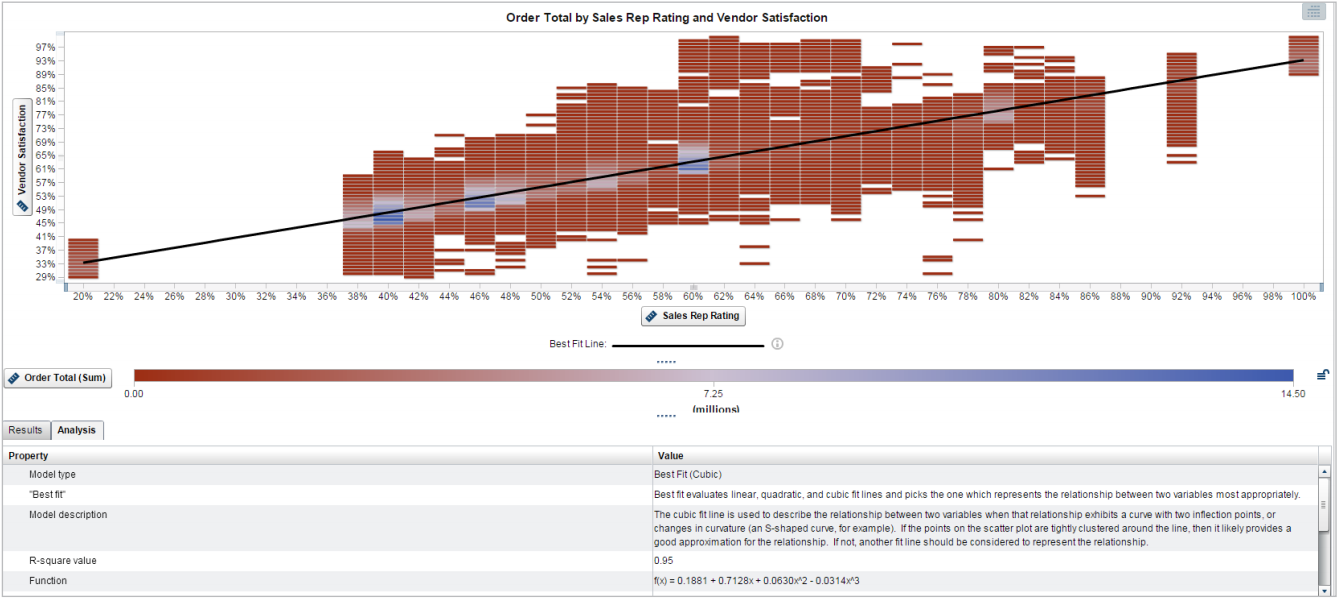 Order Total by Sales Rep Rating and Vendor Satisfaction
Vendor Satisfaction
97%
93%
89%
85%
81%
77%
73%
69%
65%
61%
57%
53%
49%
45%
41%
37%
33%
29%
20% 22% 24% 26% 28% 30% 32% 34% 36% 38% 40% 42% 44% 46% 48% 50% 52% 54% 56% 58% 60% 62% 64% 66% 68% 70% 72% 74% 76% 78% 80% 82% 84% 86% 88% 90% 92% 94% 96% 98% 100%
Sales Rep Rating
Best Fit Line:
Order Total (Sum)
0.00 7.25 14.50
(millions)
Results Analysis
Property Value
Model type Best Fit (Cubic)
"Best fit" Best fit evaluates linear, quadratic, and cubic fit lines and picks the one which represents the relationship between two variables most appropriately.
Model description The cubic fit line is used to describe the relationship between two variables when that relationship exhibits a curve with two inflection points, or
changes in curvature (an S-shaped curve, for example). If the points on the scatter plot are tightly clustered around the line, then it likely provides a
good approximation for the relationship. If not, another fit line should be considered to represent the relationship.
R-square value 0.95
Function f(x) = 0.1881 + 0.7128x + 0.0630x^2 - 0.0314x^3